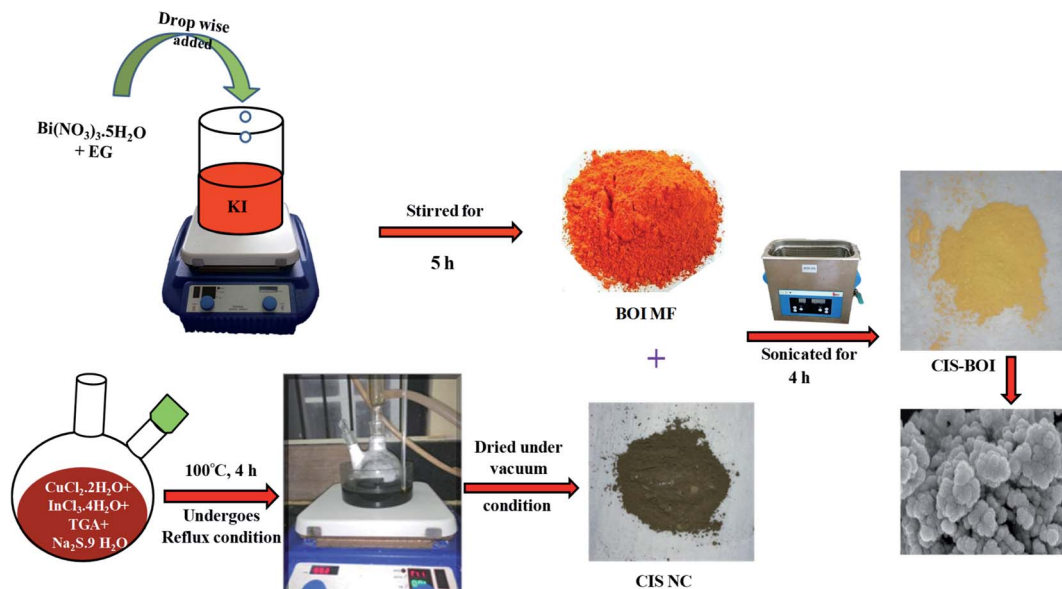 Drop wise
added
Bi(NO₃)₃.5H₂O
+ EG
KI
Stirred for
5 h
BOI MF
+
Sonicated for
4 h
CIS-BOI
CuCl₂.2H₂O+
InCl₃.4H₂O+
TGA+
Na₂S.9 H₂O
100°C, 4 h
Undergoes
Reflux condition
Dried under
vacuum
condition
CIS NC